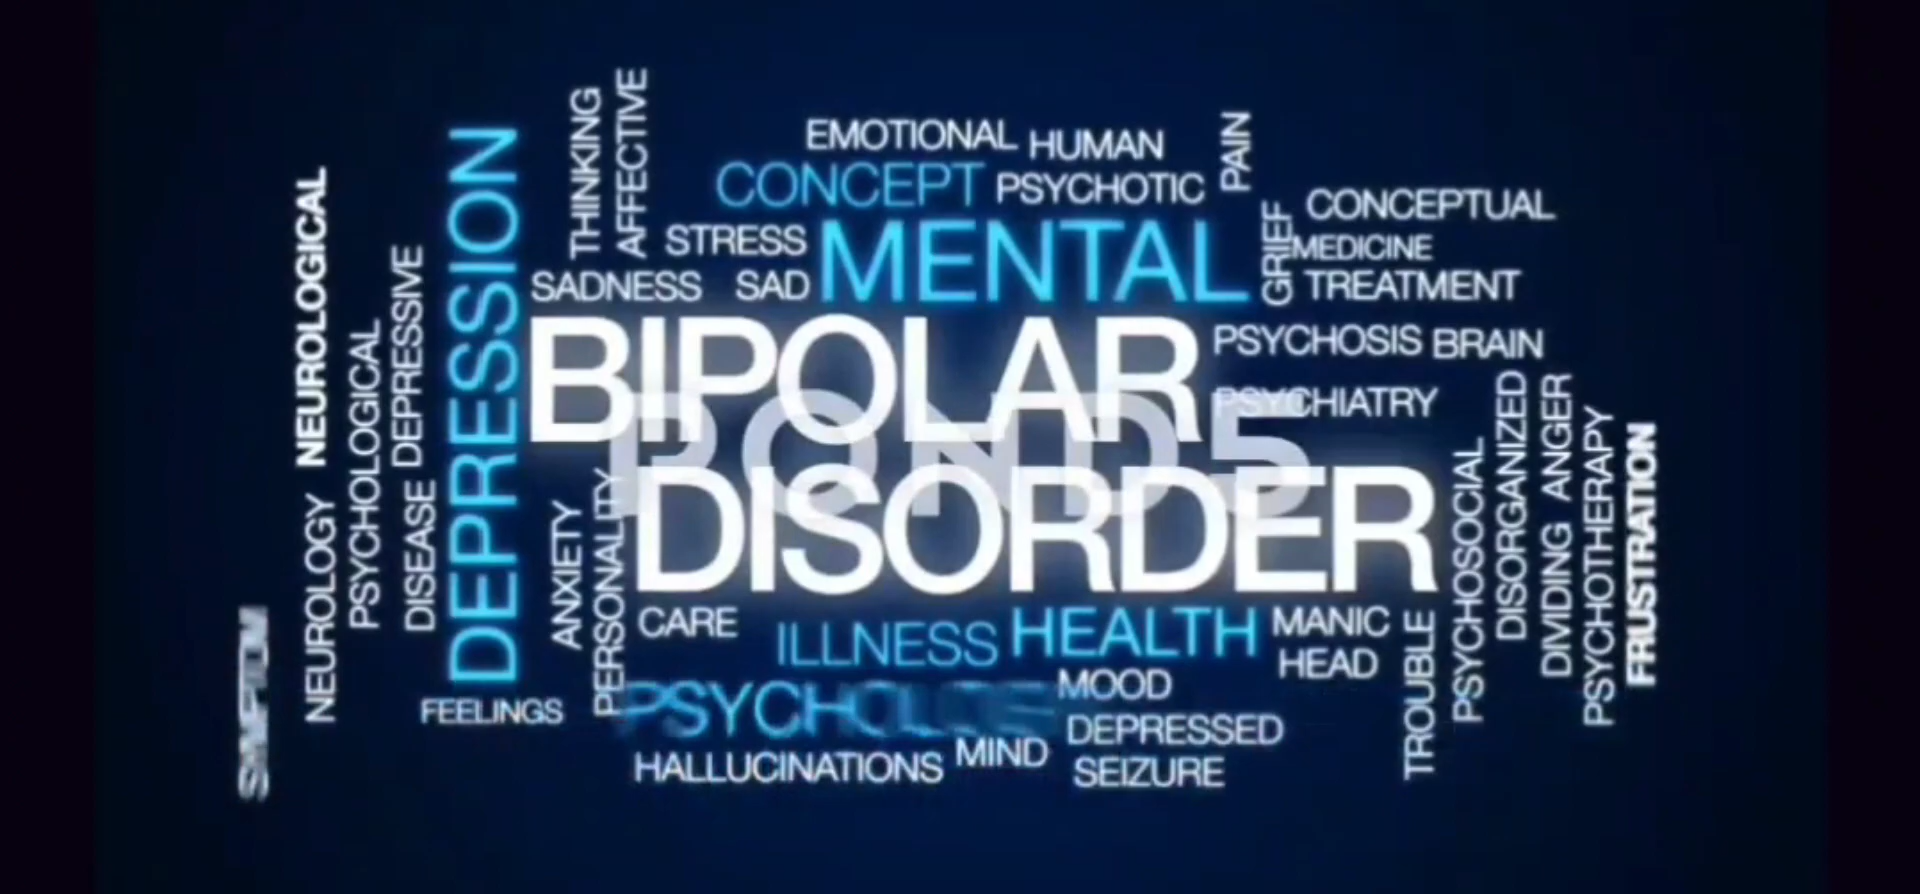 THINKING
AFFECTIVE
EMOTIONAL
HUMAN
PAIN
CONCEPT
PSYCHOTIC
CONCEPTUAL
GRIEF
STRESS
MENTAL
MEDICINE
SADNESS
SAD
TREATMENT
NEUROLOGICAL
DEPRESSIVE
DEPRESSION
BIPOLAR
PSYCHOSIS
BRAIN
PSYCHOLOGICAL
PSYCHIATRY
POND5
DISORDER
NEUROLOGY
DISEASE
ANXIETY
PERSONALITY
PSYCHOSOCIAL
DISORGANIZED
ANGER
DIVIDING
PSYCHOTHERAPY
FRUSTRATION
CARE
ILLNESS
HEALTH
MANIC
HEAD
TROUBLE
FEELINGS
MOOD
DEPRESSED
HALLUCINATIONS
MIND
SEIZURE